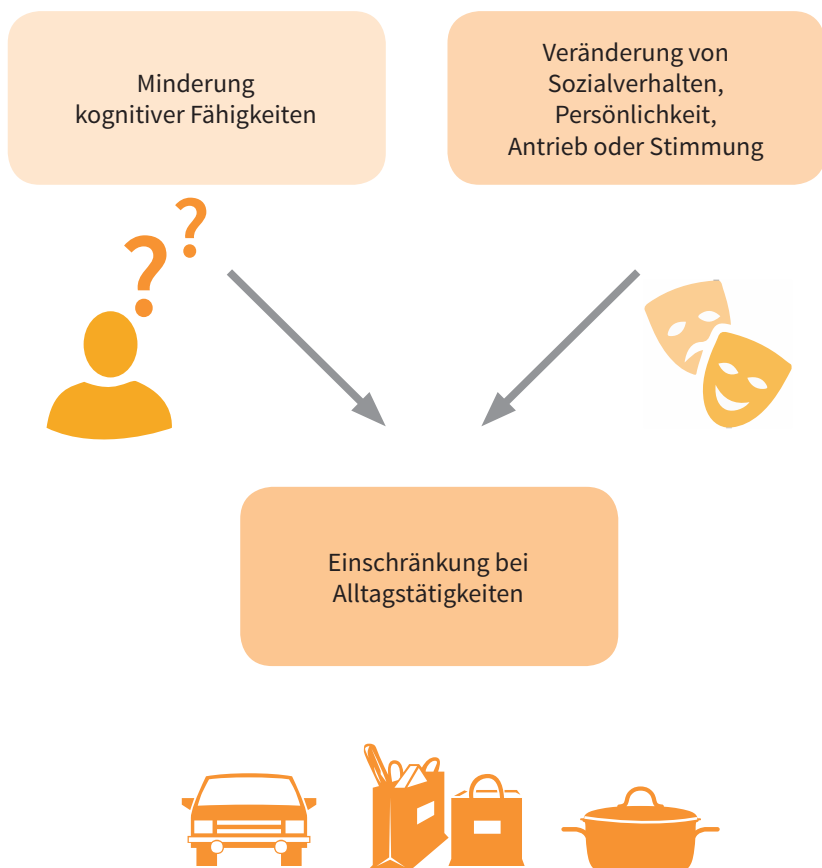 Minderung
kognitiver Fähigkeiten
Veränderung von
Sozialverhalten,
Persönlichkeit,
Antrieb oder Stimmung
? ?
Einschränkung bei
Alltagstätigkeiten